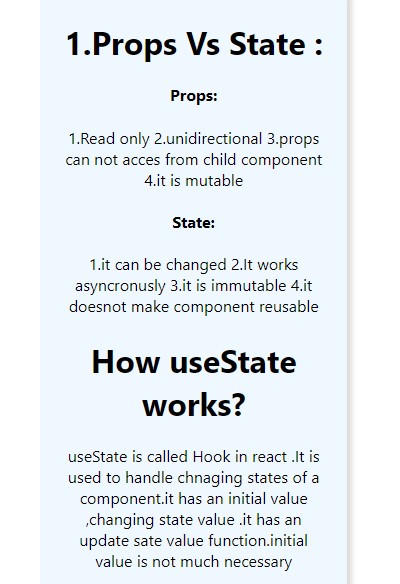 1.Props Vs State :
Props:
1.Read only 2.unidirectional 3.props
can not acces from child component
4.it is mutable
State:
1.it can be changed 2.It works
asyncronusly 3.it is immutable 4.it
doesnot make component reusable
How useState
works?
useState is called Hook in react .It is
used to handle chnaging states of a
component.it has an initial value
,changing state value .it has an
update sate value function.initial
value is not much necessary